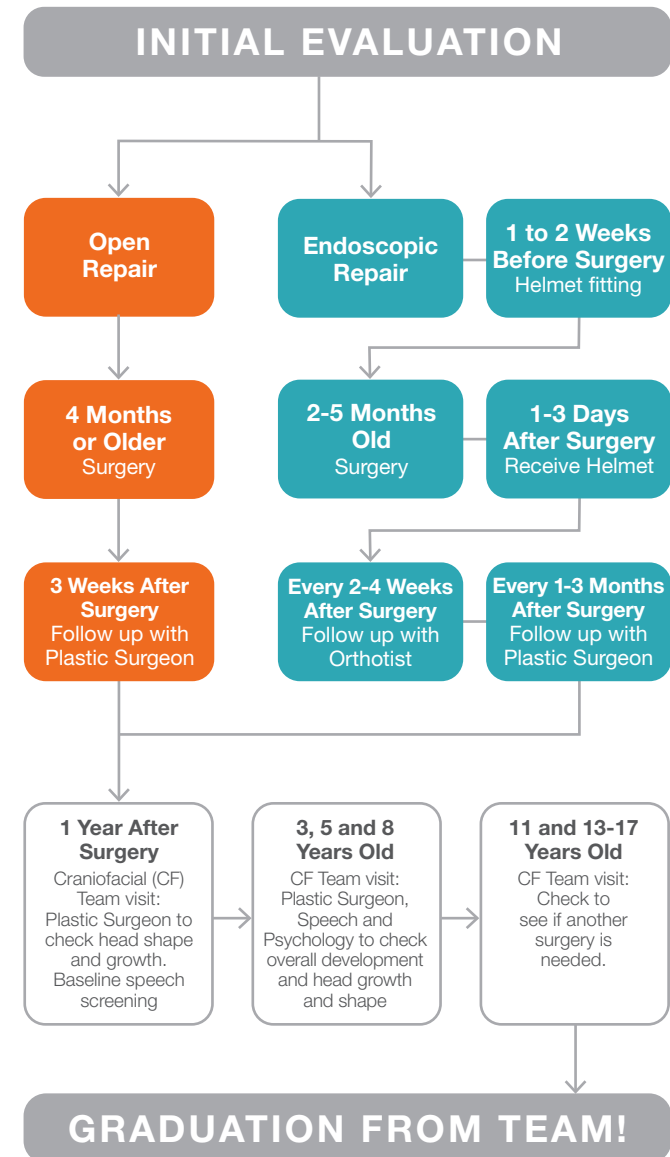 INITIAL EVALUATION
Open
Repair
Endoscopic
Repair
1 to 2 Weeks
Before Surgery
Helmet fitting
4 Months
or Older
Surgery
2-5 Months
Old
Surgery
1-3 Days
After Surgery
Receive Helmet
3 Weeks After
Surgery
Follow up with
Plastic Surgeon
Every 2-4 Weeks
After Surgery
Follow up with
Orthotist
Every 1-3 Months
After Surgery
Follow up with
Plastic Surgeon
1 Year After
Surgery
Craniofacial (CF)
Team visit:
Plastic Surgeon to
check head shape
and growth.
Baseline speech
screening
3, 5 and 8
Years Old
CF Team visit:
Plastic Surgeon,
Speech and
Psychology to check
overall development
and head growth
and shape
11 and 13-17
Years Old
CF Team visit:
Check to
see if another
surgery is
needed.
GRADUATION FROM TEAM!